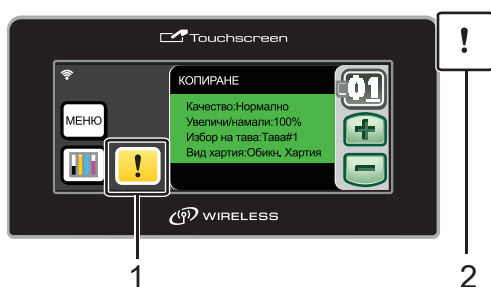 Touchscreen
!
КОПИРАНЕ
01
Качество:Нормално
МЕНЮ
Увеличи/намали:100%
Избор на тава:Тава#1
Вид хартия:Обикн. Хартия
!
WIRELESS
1
2